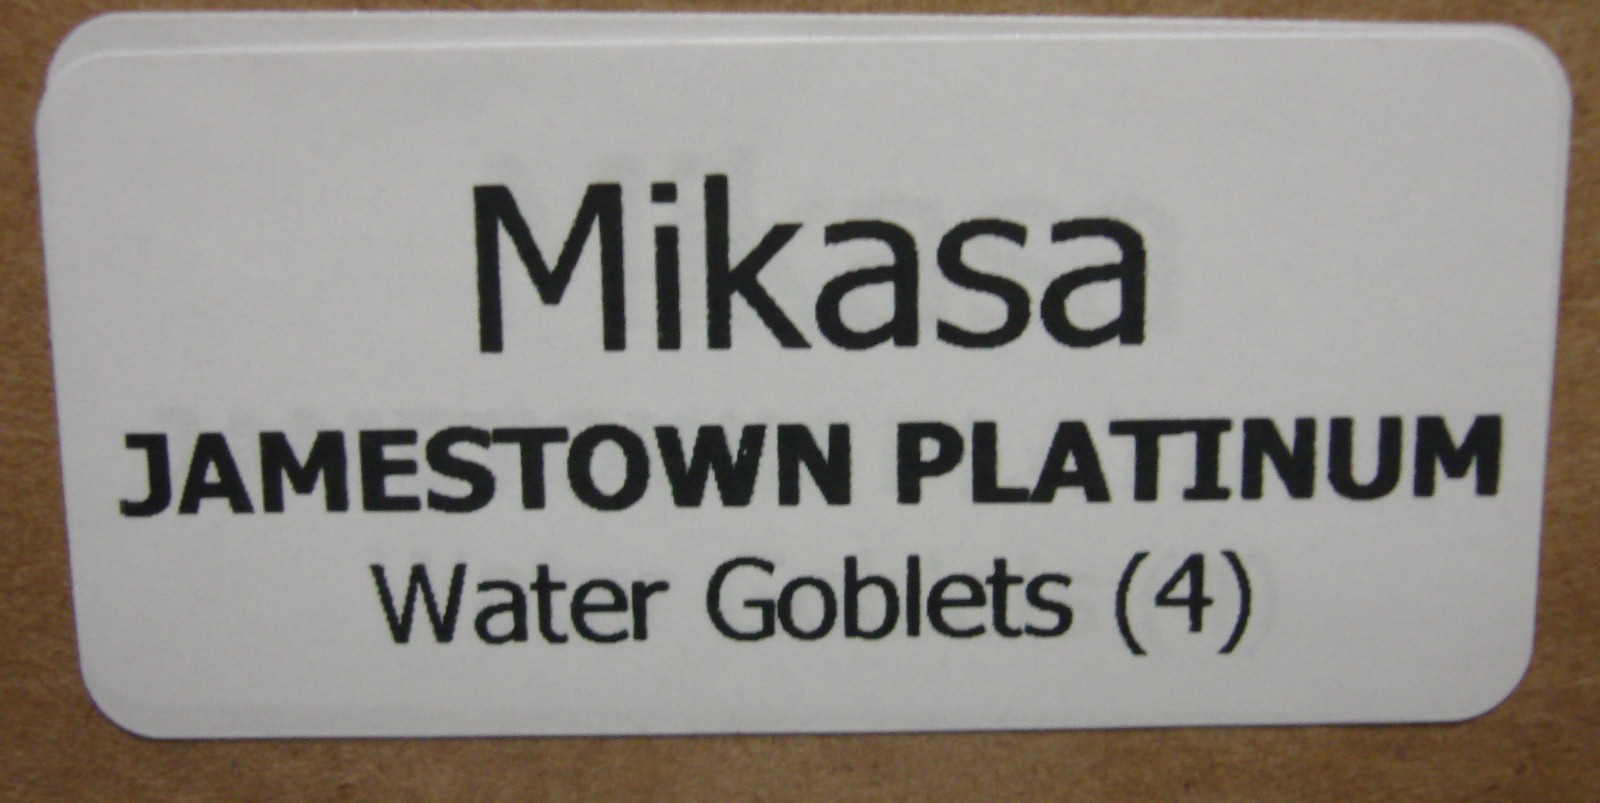 Mikasa
JAMESTOWN PLATINUM
Water Goblets (4)